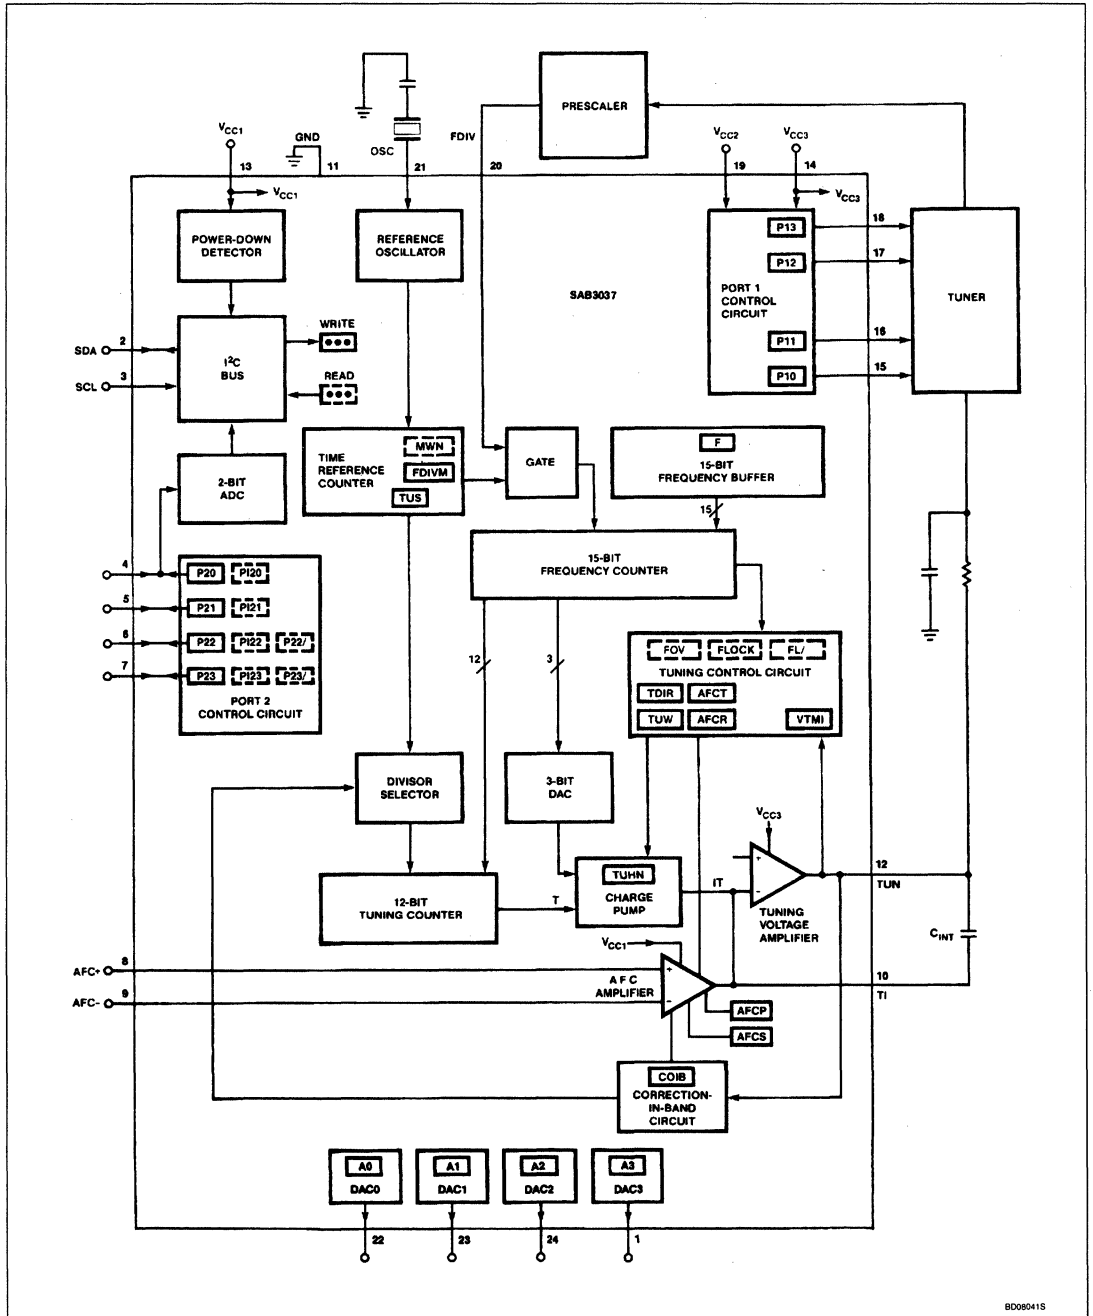 PRESCALER
VCC1
GND
OSC
FDIV
VCC2
VCC3
13
11
21
20
19
14
VCC1
VCC3
POWER-DOWN
DETECTOR
REFERENCE
OSCILLATOR
SAB3037
PORT 1
CONTROL
CIRCUIT
P13
P12
P11
P10
18
17
16
15
TUNER
SDA
2
SCL
3
I2C
BUS
WRITE
READ
2-BIT
ADC
TIME
REFERENCE
COUNTER
MWN
FDIVM
TUS
GATE
F
15-BIT
FREQUENCY BUFFER
15
15-BIT
FREQUENCY COUNTER
4
P20 PI20
5
P21 PI21
6
P22 PI22 P22/
7
P23 PI23 P23/
PORT 2
CONTROL CIRCUIT
12
3
FOV FLOCK FL/
TUNING CONTROL CIRCUIT
TDIR AFCT
TUW AFCR VTMI
DIVISOR
SELECTOR
3-BIT
DAC
VCC3
12-BIT
TUNING COUNTER
T
TUHN
CHARGE
PUMP
IT
+
-
TUNING
VOLTAGE
AMPLIFIER
12
TUN
CINT
VCC1
AFC+
8
AFC-
9
AFC
AMPLIFIER
+
-
10
TI
AFCP
AFCS
COIB
CORRECTION-
IN-BAND
CIRCUIT
A0
DAC0
A1
DAC1
A2
DAC2
A3
DAC3
22
23
24
1
BD08041S